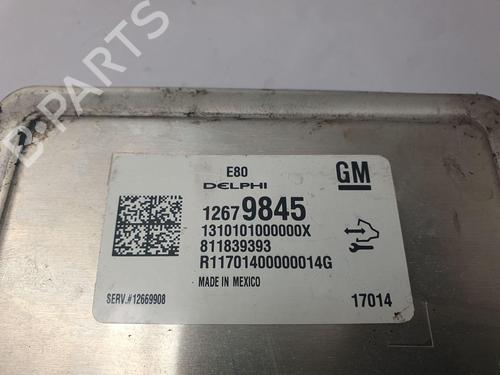 B-PARTS
E80
DELPHI
GM
12679845
1310101000000X
811839393
R11701400000014G
MADE IN MEXICO
SERV.#12669908
17014